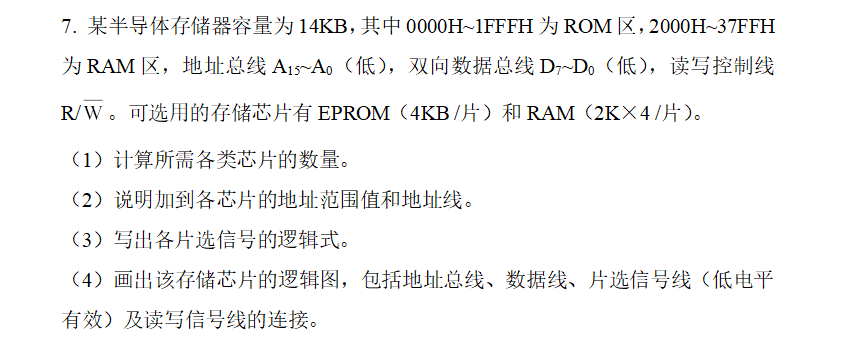 7. 某半导体存储器容量为 14KB，其中 0000H~1FFFH 为 ROM 区，2000H~37FFH
为 RAM 区，地址总线 A₁₅~A₀（低），双向数据总线 D₇~D₀（低），读写控制线
R/W̅ 。可选用的存储芯片有 EPROM（4KB /片）和 RAM（2K×4 /片）。
（1）计算所需各类芯片的数量。
（2）说明加到各芯片的地址范围值和地址线。
（3）写出各片选信号的逻辑式。
（4）画出该存储芯片的逻辑图，包括地址总线、数据线、片选信号线（低电平
有效）及读写信号线的连接。